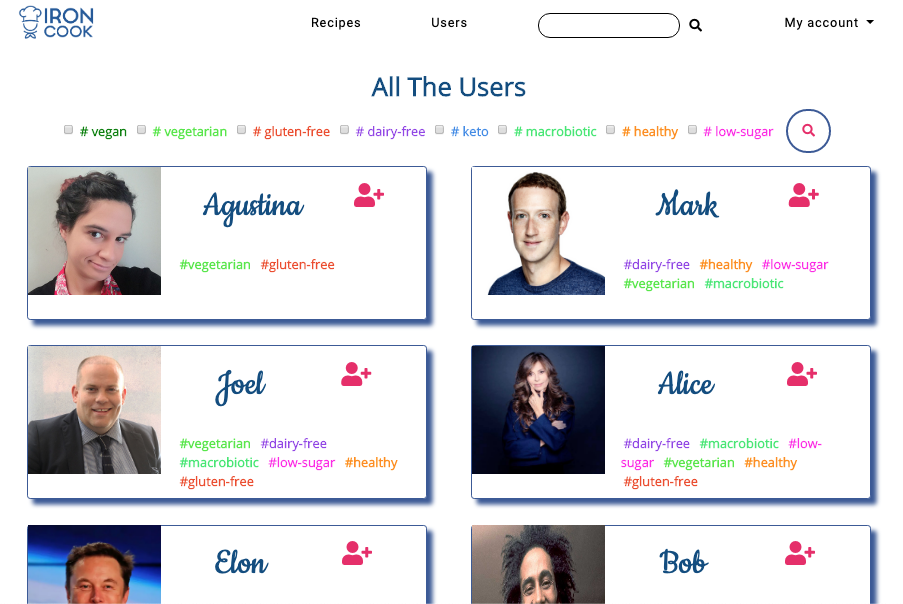 IRON
COOK
Recipes Users My account
All The Users
# vegan # vegetarian # gluten-free # dairy-free # keto # macrobiotic # healthy # low-sugar
Agustina
#vegetarian #gluten-free
Mark
#dairy-free #healthy #low-sugar
#vegetarian #macrobiotic
Joel
#vegetarian #dairy-free
#macrobiotic #low-sugar #healthy
#gluten-free
Alice
#dairy-free #macrobiotic #low-
sugar #vegetarian #healthy
#gluten-free
Elon
Bob